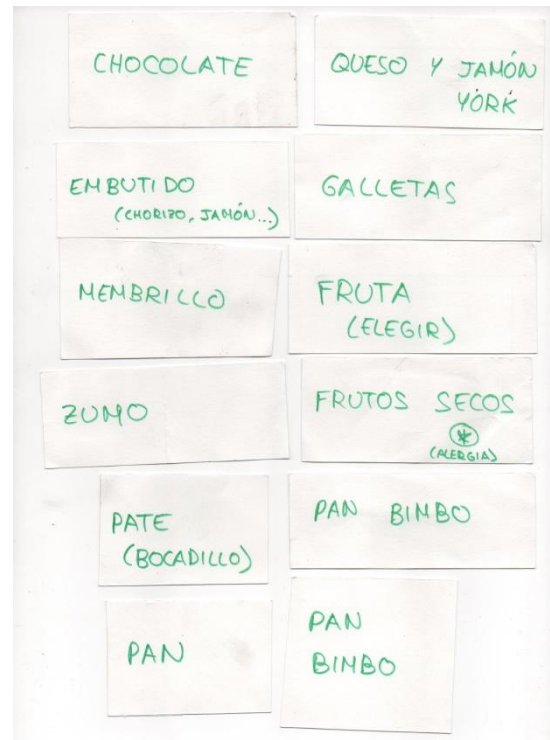 CHOCOLATE
QUESO Y JAMÓN
YORK
EMBUTIDO
(CHORIZO, JAMÓN...)
GALLETAS
MEMBRILLO
FRUTA
(ELEGIR)
ZUMO
FRUTOS SECOS
*
(ALERGIA)
PATE
(BOCADILLO)
PAN BIMBO
PAN
PAN
BIMBO